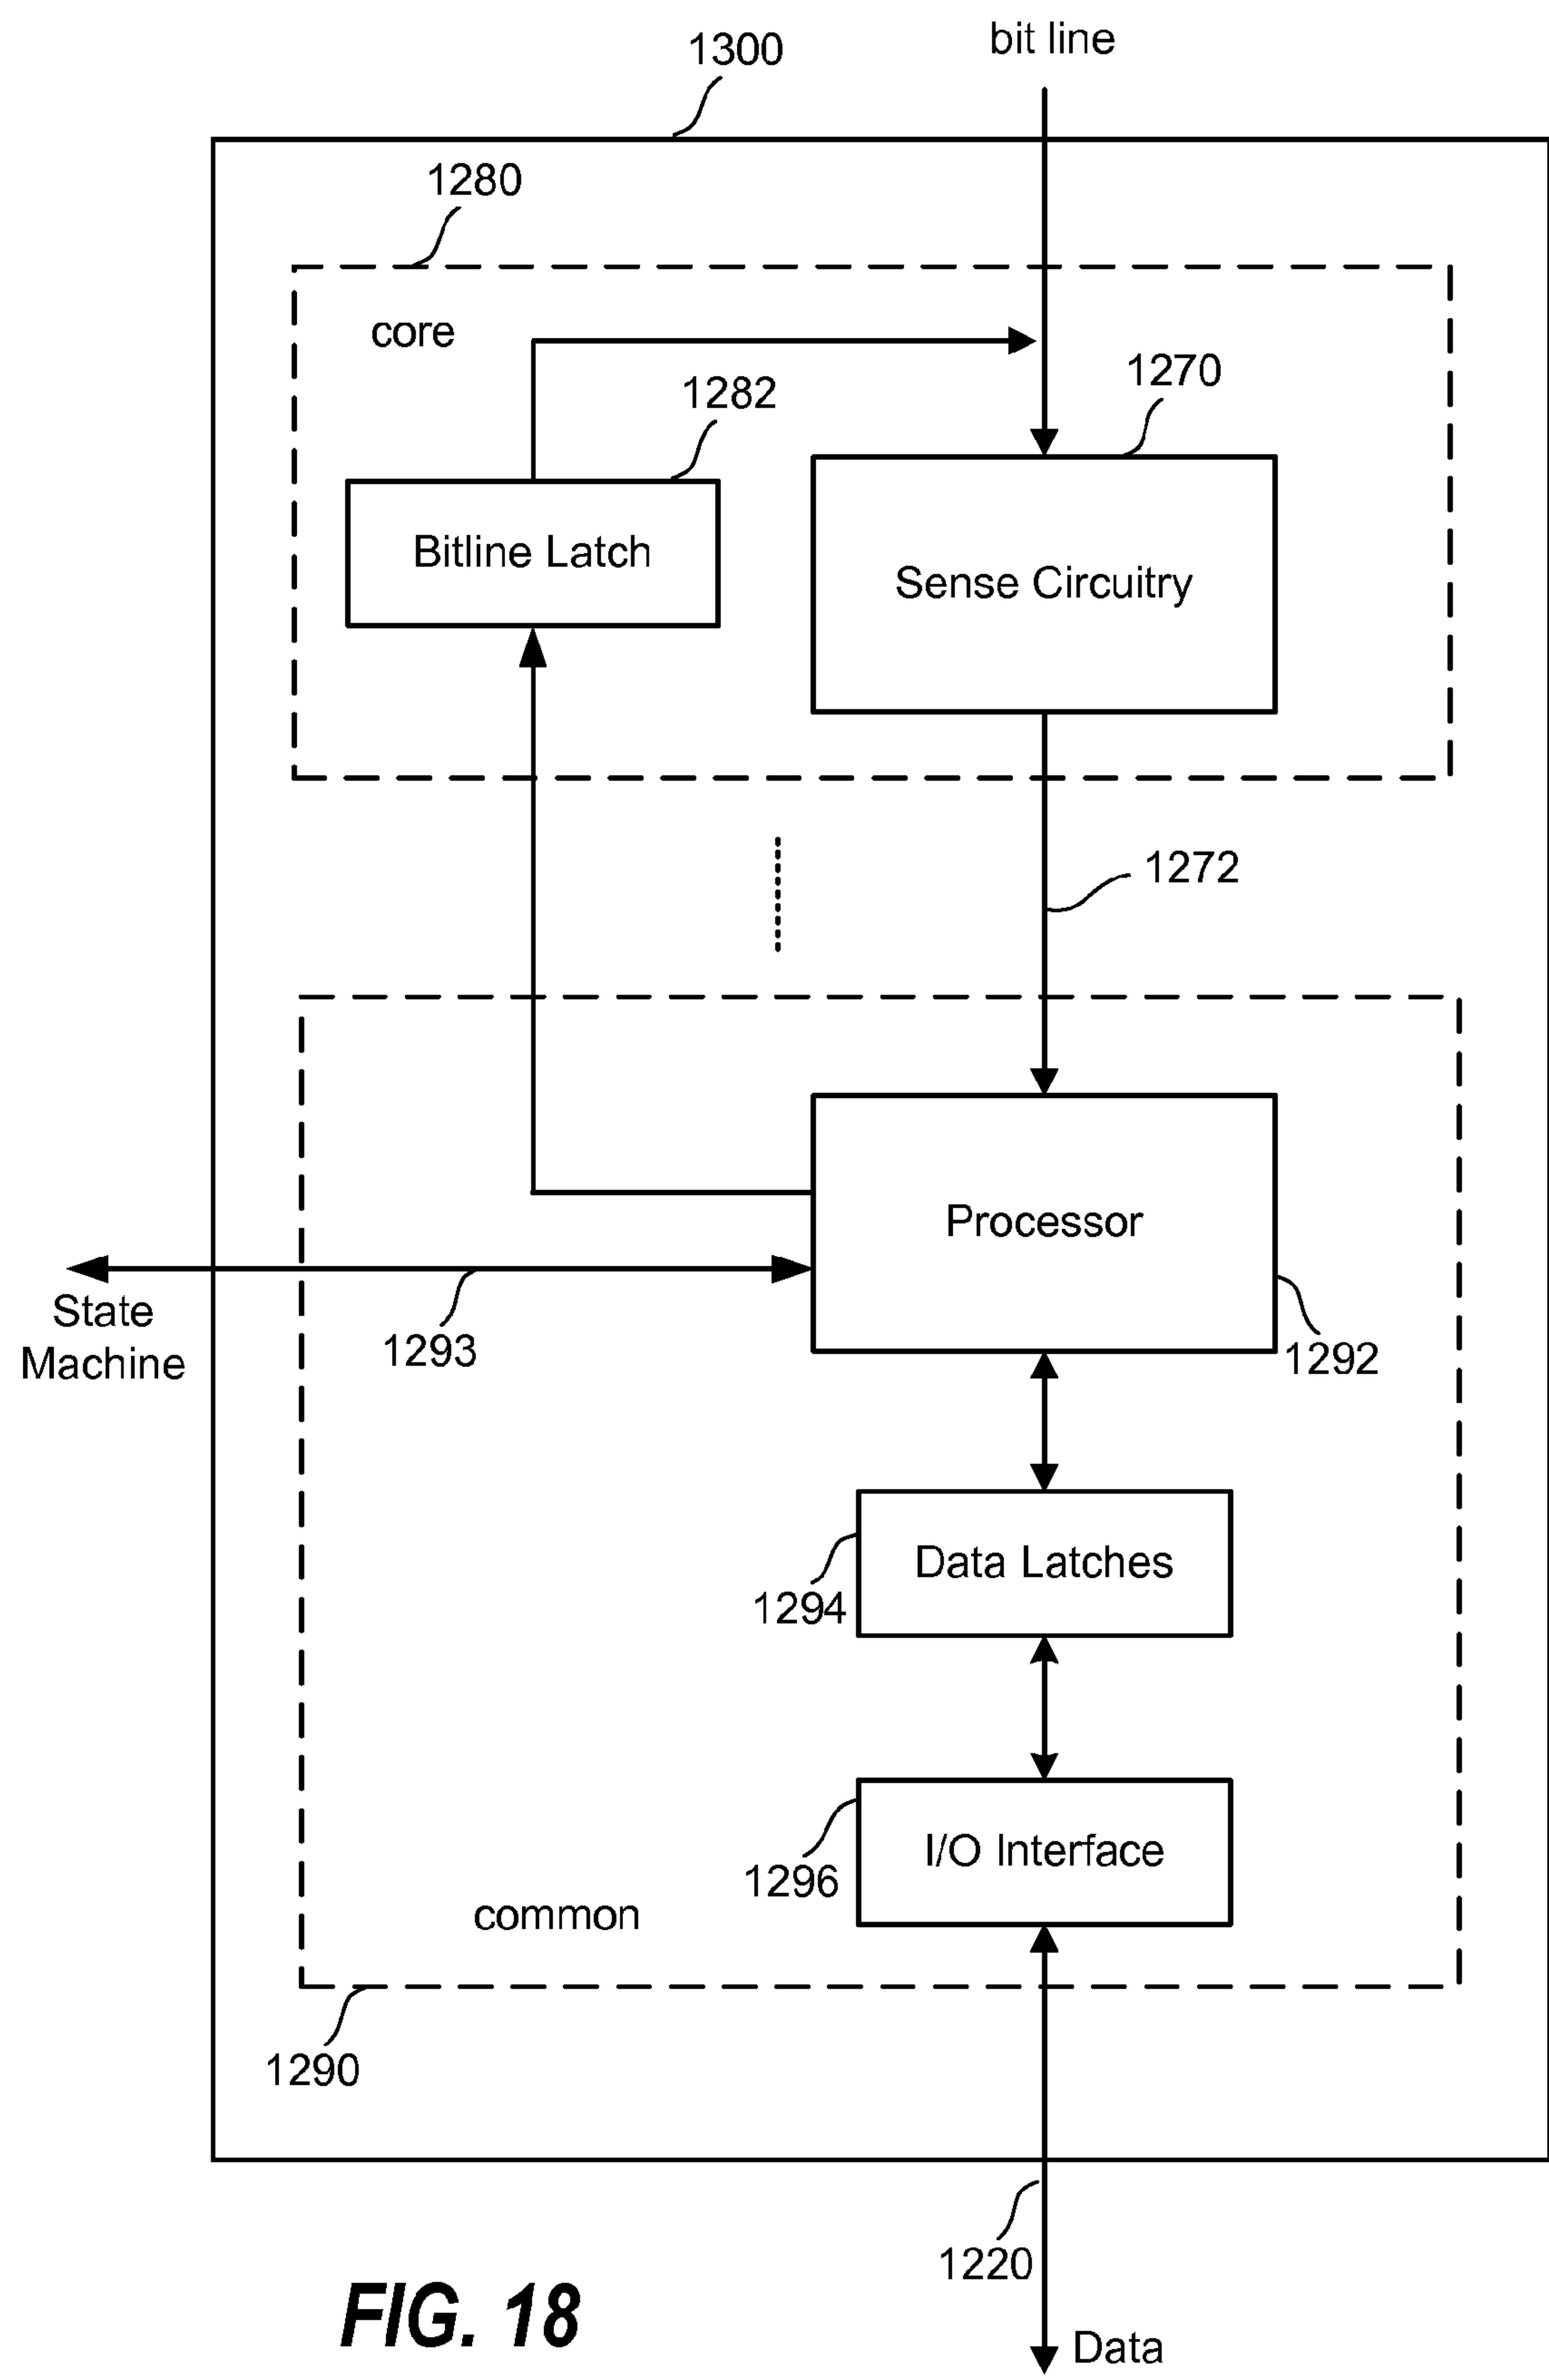 bit line
1300
1280
core
1270
1282
Bitline Latch
Sense Circuitry
1272
Processor
State
Machine
1293
1292
Data Latches
1294
I/O Interface
1296
common
1290
1220
FIG. 18
Data